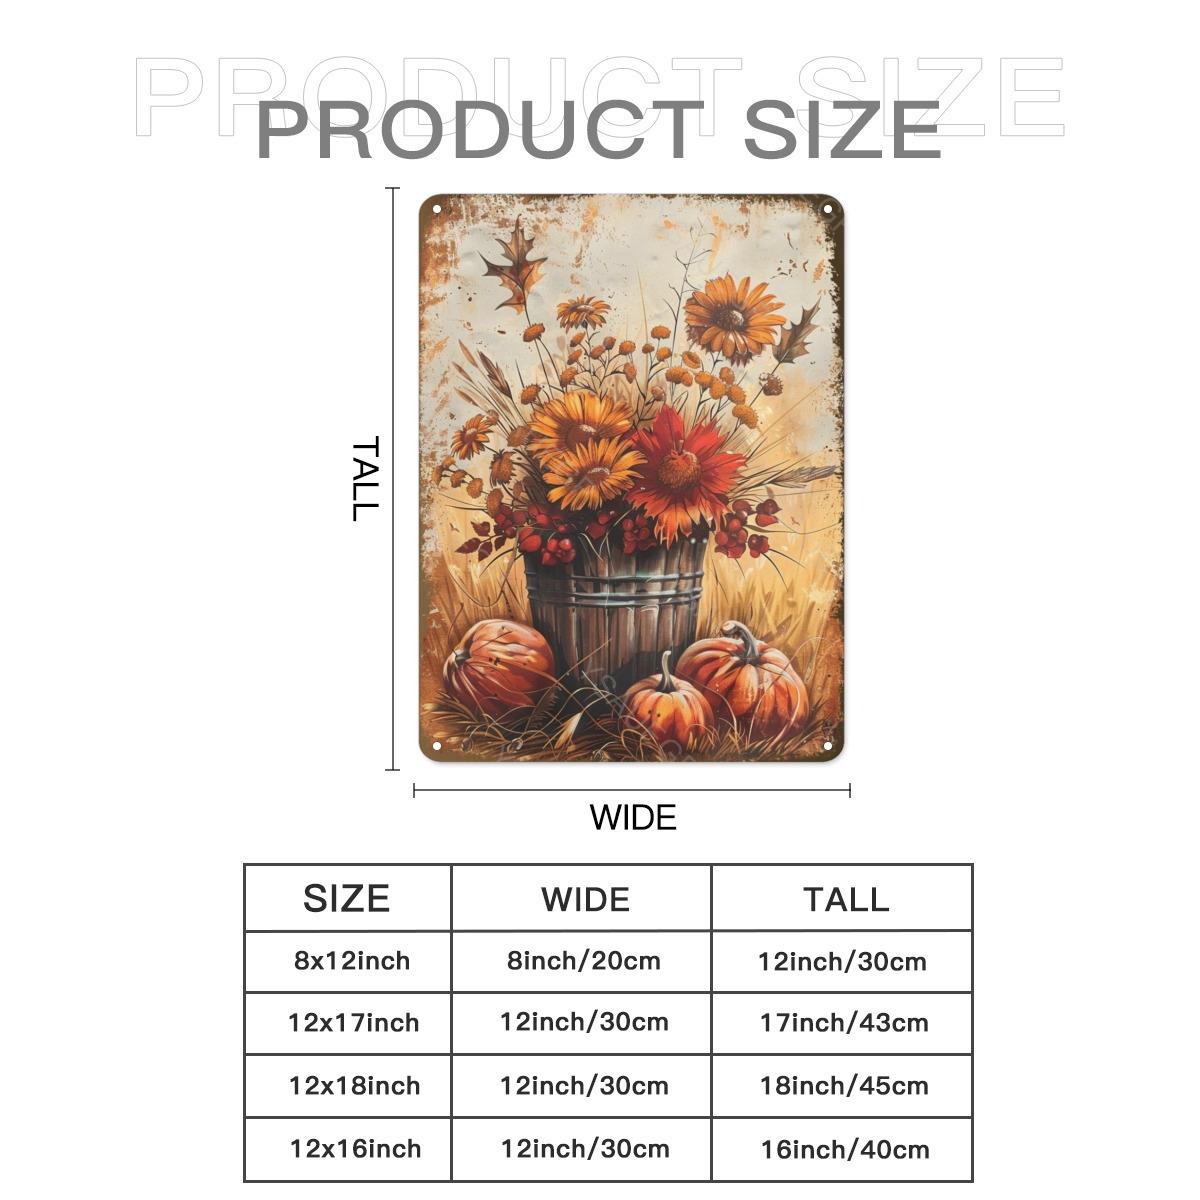 PRODUCT SIZE
PRODUCT SIZE
TALL
WIDE
SIZE WIDE TALL
8x12inch 8inch/20cm 12inch/30cm
12x17inch 12inch/30cm 17inch/43cm
12x18inch 12inch/30cm 18inch/45cm
12x16inch 12inch/30cm 16inch/40cm